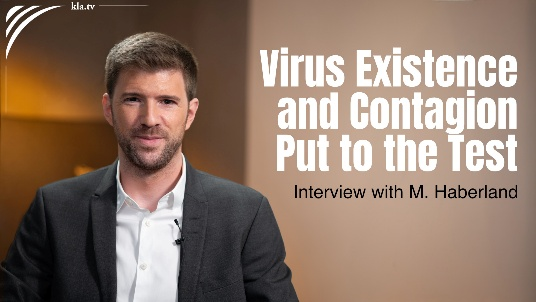 kla.tv
Virus Existence
and Contagion
Put to the Test
Interview with M. Haberland